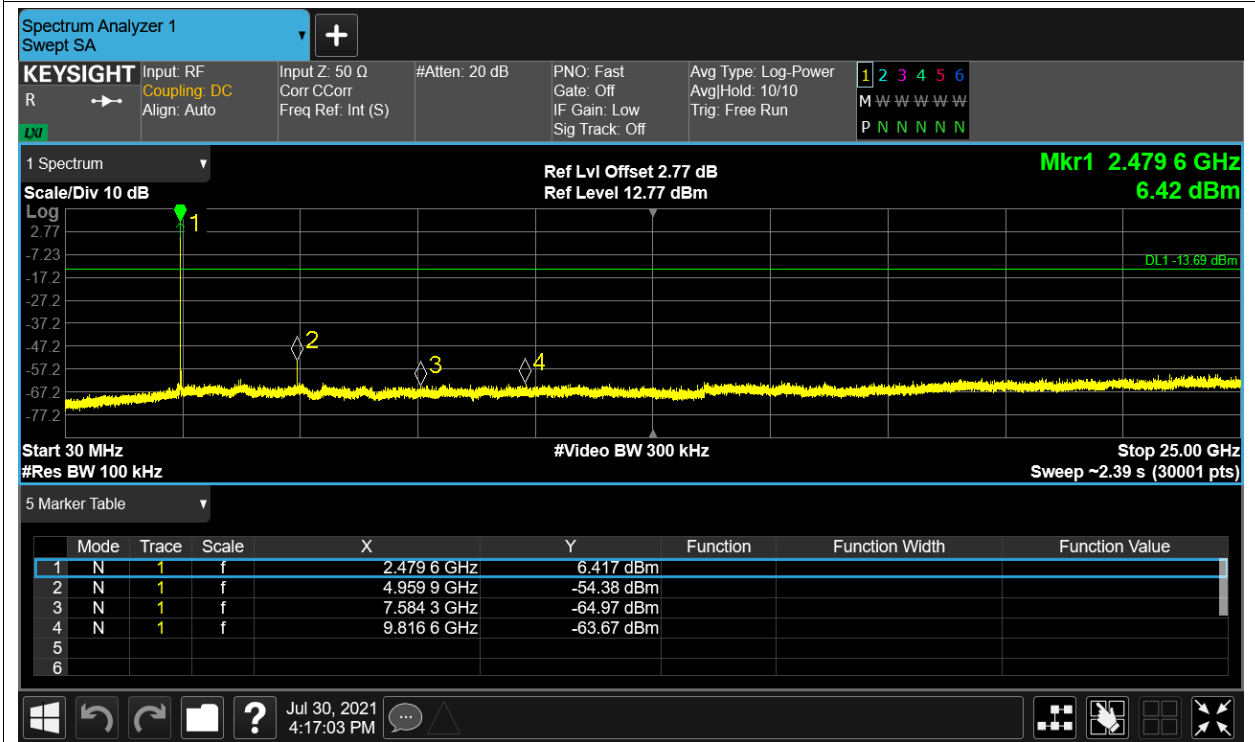 Spectrum Analyzer 1
Swept SA
KEYSIGHT
R
LXI
Input: RF
Coupling: DC
Align: Auto
Input Z: 50 Ω
Corr CCorr
Freq Ref: Int (S)
#Atten: 20 dB
PNO: Fast
Gate: Off
IF Gain: Low
Sig Track: Off
Avg Type: Log-Power
Avg|Hold: 10/10
Trig: Free Run
1 2 3 4 5 6
M W W W W W
P N N N N N
1 Spectrum
Scale/Div 10 dB
Ref Lvl Offset 2.77 dB
Ref Level 12.77 dBm
Mkr1 2.479 6 GHz
6.42 dBm
Log
2.77
-7.23
-17.2
-27.2
-37.2
-47.2
-57.2
-67.2
-77.2
1
2
3
4
DL1 -13.69 dBm
Start 30 MHz
#Video BW 300 kHz
Stop 25.00 GHz
#Res BW 100 kHz
Sweep ~2.39 s (30001 pts)
5 Marker Table
Mode Trace Scale X Y Function Function Width Function Value
1 N 1 f 2.479 6 GHz 6.417 dBm
2 N 1 f 4.959 9 GHz -54.38 dBm
3 N 1 f 7.584 3 GHz -64.97 dBm
4 N 1 f 9.816 6 GHz -63.67 dBm
5
6
?
Jul 30, 2021
4:17:03 PM